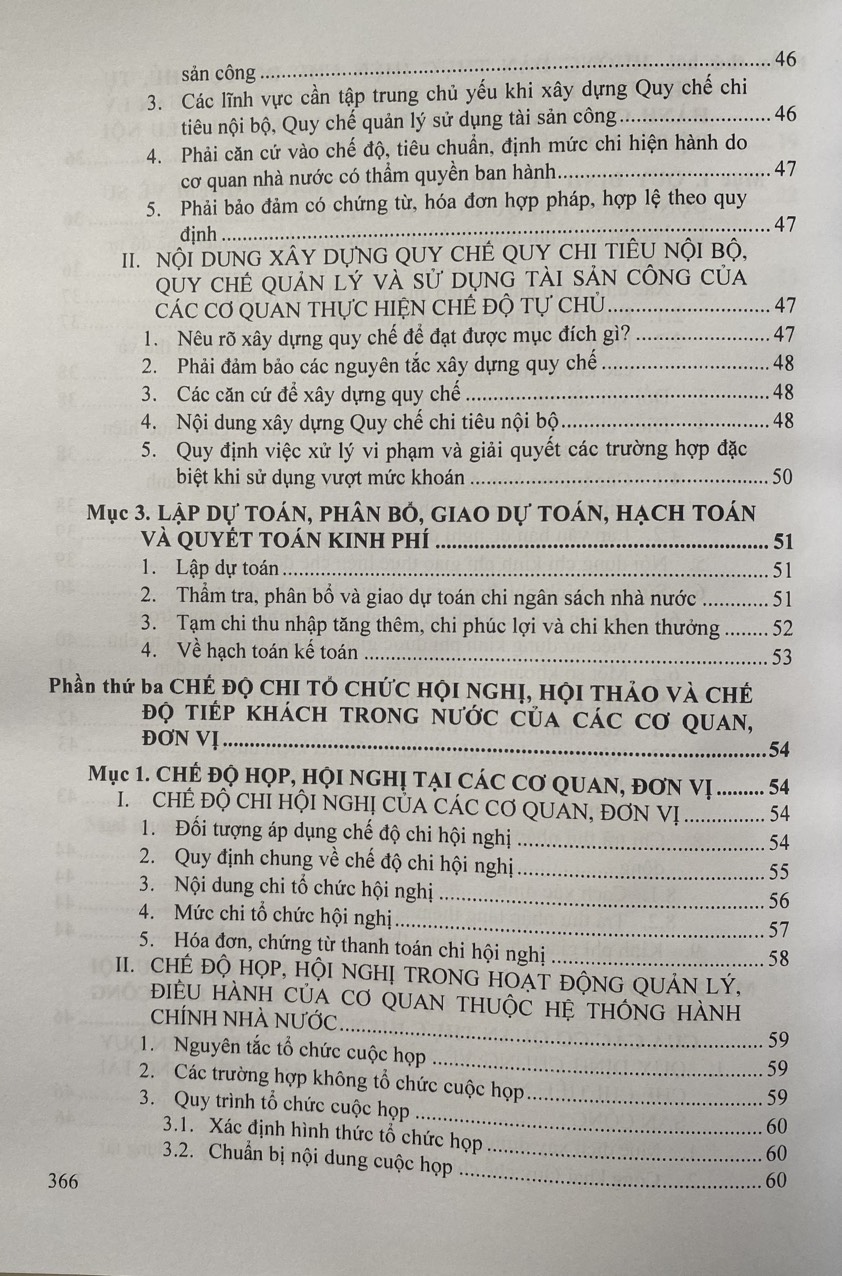 sản công ........ 46
3. Các lĩnh vực cần tập trung chủ yếu khi xây dựng Quy chế chi
tiêu nội bộ, Quy chế quản lý sử dụng tài sản công ........ 46
4. Phải căn cứ vào chế độ, tiêu chuẩn, định mức chi hiện hành do
cơ quan nhà nước có thẩm quyền ban hành ........ 47
5. Phải bảo đảm có chứng từ, hóa đơn hợp pháp, hợp lệ theo quy
định ........ 47
II. NỘI DUNG XÂY DỰNG QUY CHẾ QUY CHI TIÊU NỘI BỘ,
QUY CHẾ QUẢN LÝ VÀ SỬ DỤNG TÀI SẢN CÔNG CỦA
CÁC CƠ QUAN THỰC HIỆN CHẾ ĐỘ TỰ CHỦ ........ 47
1. Nêu rõ xây dựng quy chế để đạt được mục đích gì? ........ 47
2. Phải đảm bảo các nguyên tắc xây dựng quy chế ........ 48
3. Các căn cứ để xây dựng quy chế ........ 48
4. Nội dung xây dựng Quy chế chi tiêu nội bộ ........ 48
5. Quy định việc xử lý vi phạm và giải quyết các trường hợp đặc
biệt khi sử dụng vượt mức khoán ........ 50
Mục 3. LẬP DỰ TOÁN, PHÂN BỔ, GIAO DỰ TOÁN, HẠCH TOÁN
VÀ QUYẾT TOÁN KINH PHÍ ........ 51
1. Lập dự toán ........ 51
2. Thẩm tra, phân bổ và giao dự toán chi ngân sách nhà nước ........ 51
3. Tạm chi thu nhập tăng thêm, chi phúc lợi và chi khen thưởng ........ 52
4. Về hạch toán kế toán ........ 53
Phần thứ ba CHẾ ĐỘ CHI TỔ CHỨC HỘI NGHỊ, HỘI THẢO VÀ CHẾ
ĐỘ TIẾP KHÁCH TRONG NƯỚC CỦA CÁC CƠ QUAN,
ĐƠN VỊ ........ 54
Mục 1. CHẾ ĐỘ HỌP, HỘI NGHỊ TẠI CÁC CƠ QUAN, ĐƠN VỊ ........ 54
I. CHẾ ĐỘ CHI HỘI NGHỊ CỦA CÁC CƠ QUAN, ĐƠN VỊ ........ 54
1. Đối tượng áp dụng chế độ chi hội nghị ........ 54
2. Quy định chung về chế độ chi hội nghị ........ 55
3. Nội dung chi tổ chức hội nghị ........ 56
4. Mức chi tổ chức hội nghị ........ 57
5. Hóa đơn, chứng từ thanh toán chi hội nghị ........ 58
II. CHẾ ĐỘ HỌP, HỘI NGHỊ TRONG HOẠT ĐỘNG QUẢN LÝ,
ĐIỀU HÀNH CỦA CƠ QUAN THUỘC HỆ THỐNG HÀNH
CHÍNH NHÀ NƯỚC ........ 59
1. Nguyên tắc tổ chức cuộc họp ........ 59
2. Các trường hợp không tổ chức cuộc họp ........ 59
3. Quy trình tổ chức cuộc họp ........ 60
3.1. Xác định hình thức tổ chức họp ........ 60
3.2. Chuẩn bị nội dung cuộc họp ........ 60
366